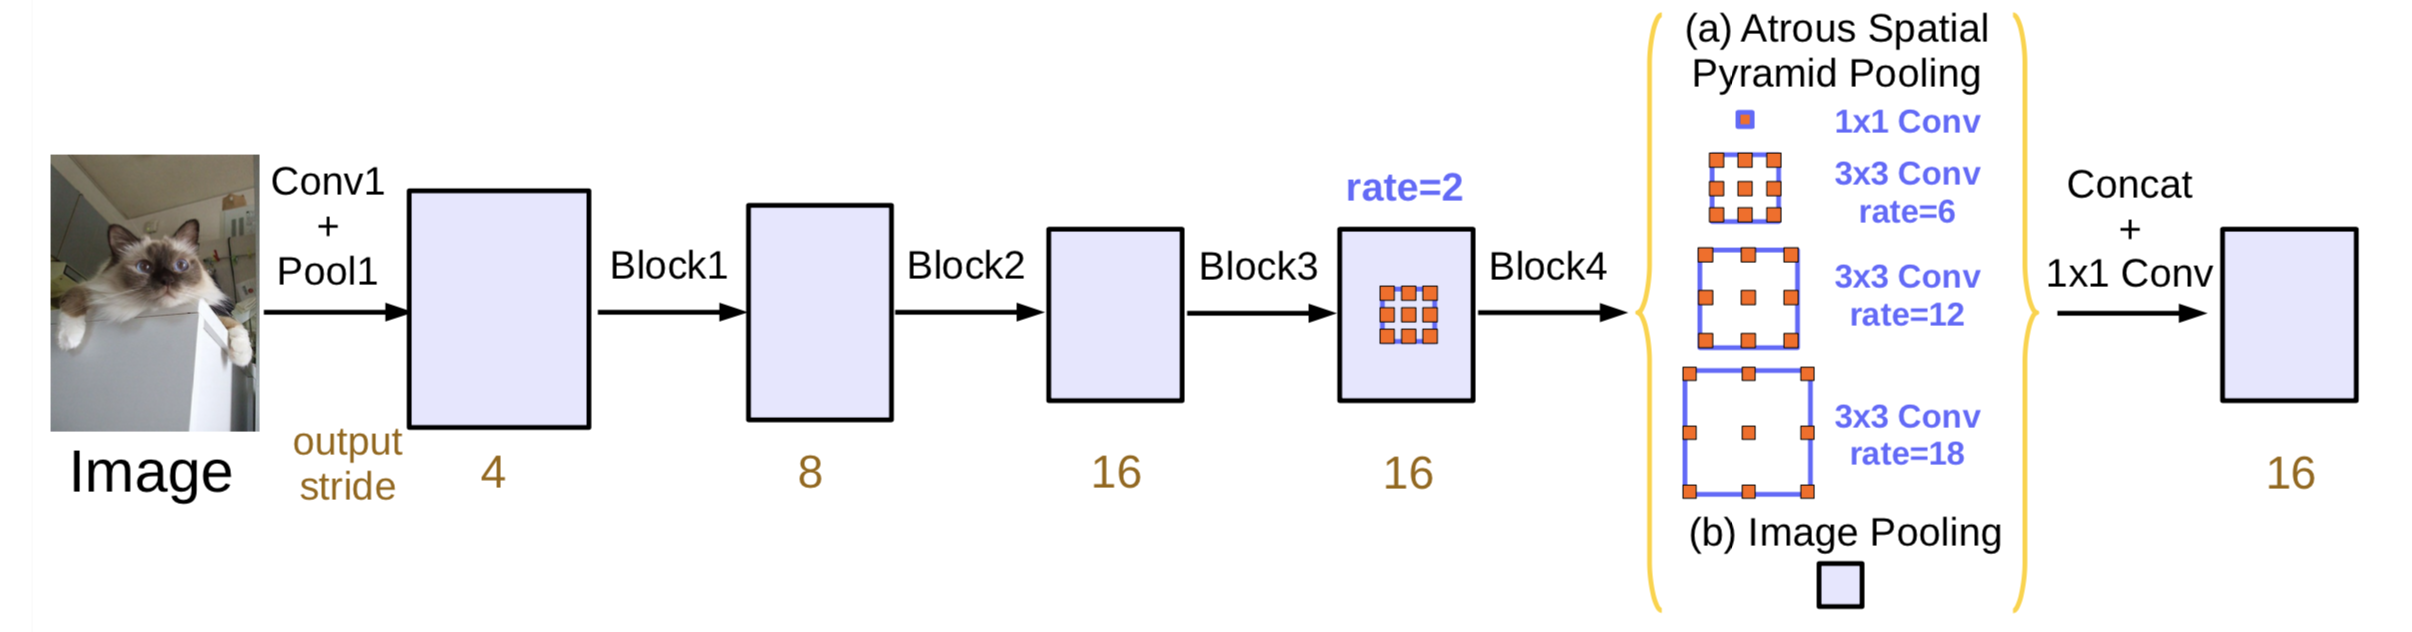 Image
Conv1
+
Pool1
output
stride
4
Block1
8
Block2
16
Block3
rate=2
16
Block4
(a) Atrous Spatial
Pyramid Pooling
1x1 Conv
3x3 Conv
rate=6
3x3 Conv
rate=12
3x3 Conv
rate=18
(b) Image Pooling
Concat
+
1x1 Conv
16